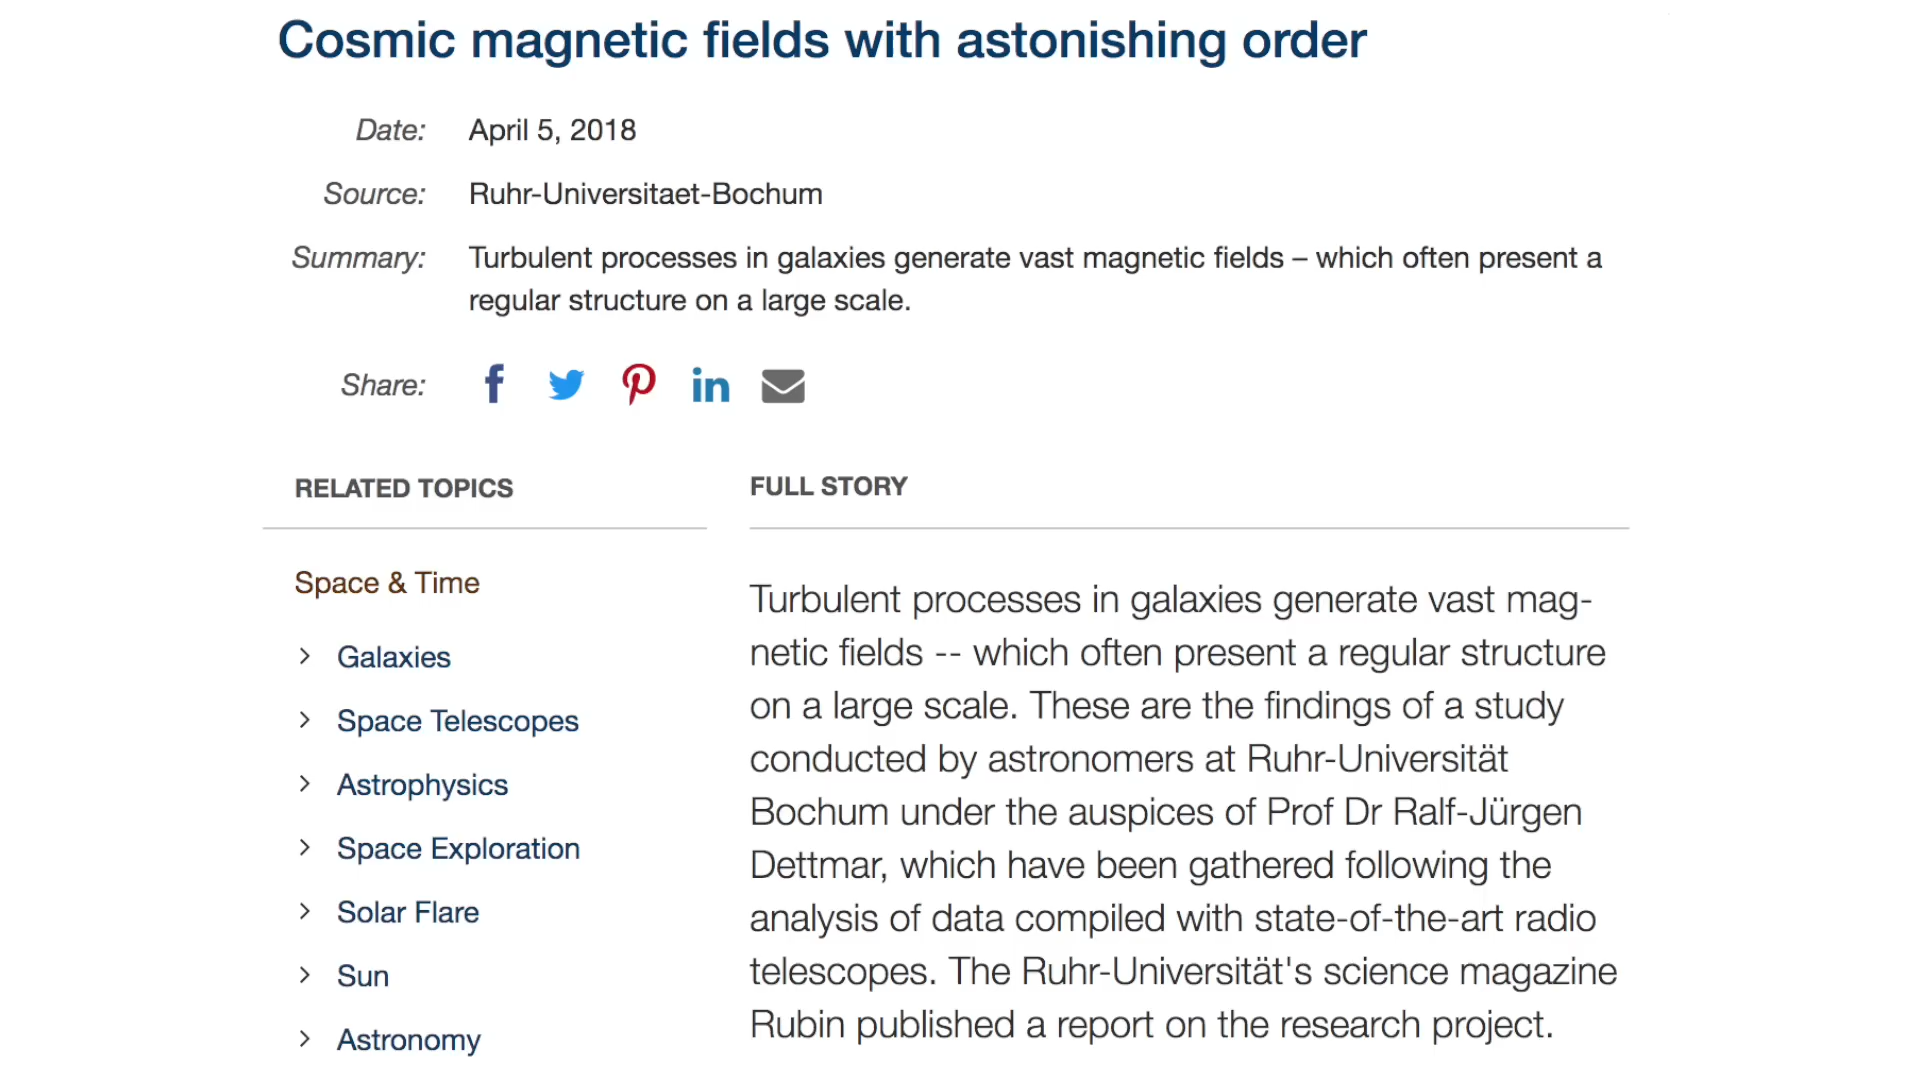 Cosmic magnetic fields with astonishing order
Date: April 5, 2018
Source: Ruhr-Universitaet-Bochum
Summary: Turbulent processes in galaxies generate vast magnetic fields – which often present a
regular structure on a large scale.
Share:
RELATED TOPICS
Space & Time
Galaxies
Space Telescopes
Astrophysics
Space Exploration
Solar Flare
Sun
Astronomy
FULL STORY
Turbulent processes in galaxies generate vast mag-
netic fields -- which often present a regular structure
on a large scale. These are the findings of a study
conducted by astronomers at Ruhr-Universität
Bochum under the auspices of Prof Dr Ralf-Jürgen
Dettmar, which have been gathered following the
analysis of data compiled with state-of-the-art radio
telescopes. The Ruhr-Universität's science magazine
Rubin published a report on the research project.